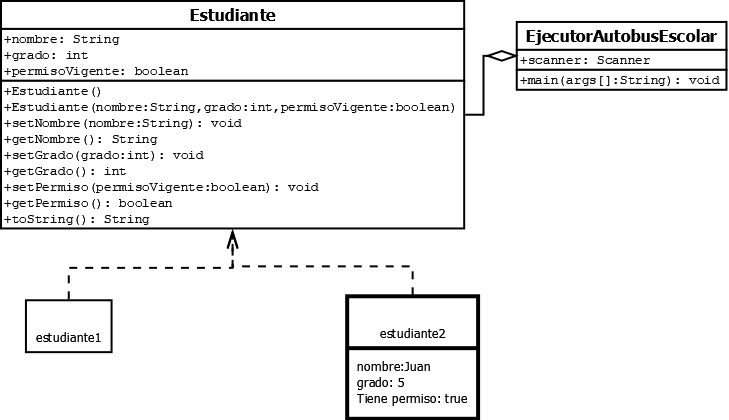 Estudiante
+nombre: String
+grado: int
+permisoVigente: boolean
+Estudiante()
+Estudiante(nombre:String,grado:int,permisoVigente:boolean)
+setNombre(nombre:String): void
+getNombre(): String
+setGrado(grado:int): void
+getGrado(): int
+setPermiso(permisoVigente:boolean): void
+getPermiso(): boolean
+toString(): String
EjecutorAutobusEscolar
+scanner: Scanner
+main(args[]:String): void
estudiante1
estudiante2
nombre:Juan
grado: 5
Tiene permiso: true